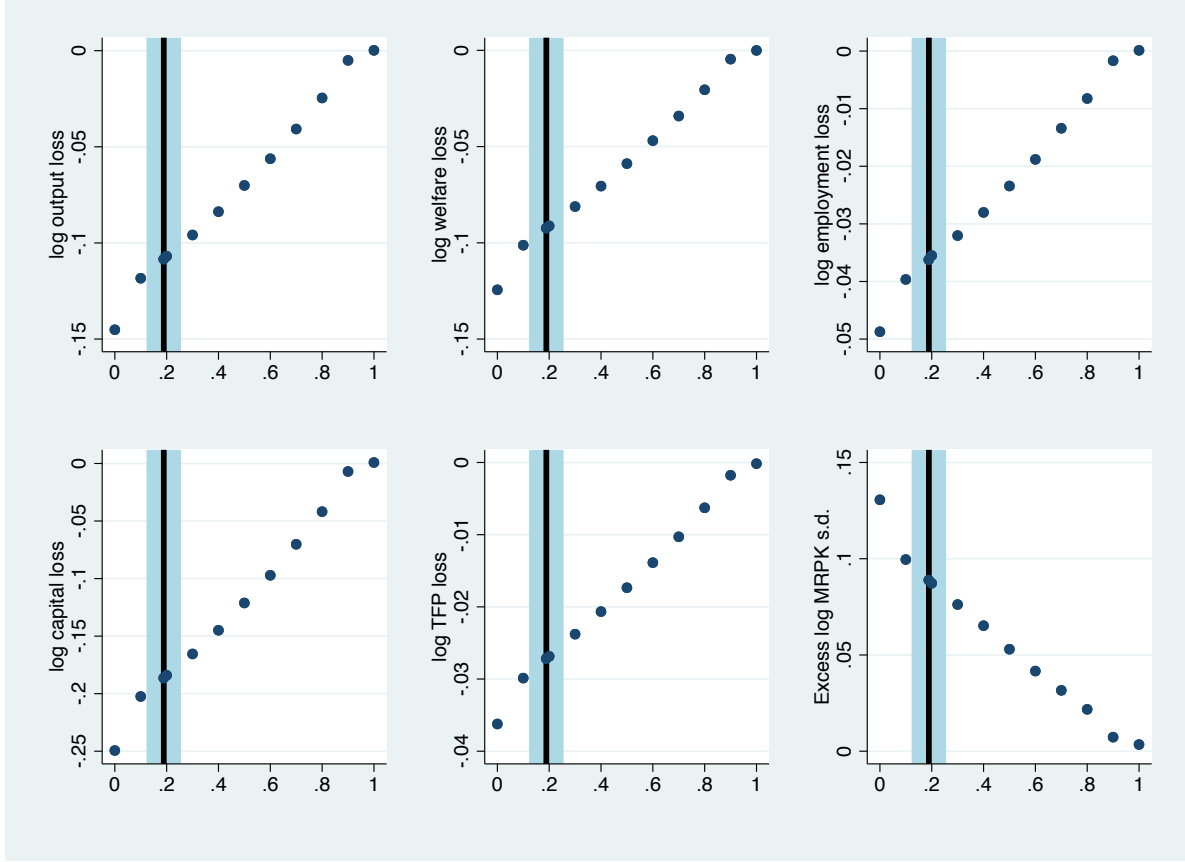 log output loss
0
-.05
-.1
-.15
0 .2 .4 .6 .8 1
log welfare loss
0
-.05
-.1
-.15
0 .2 .4 .6 .8 1
log employment loss
0
-.01
-.02
-.03
-.04
-.05
0 .2 .4 .6 .8 1
log capital loss
0
-.05
-.1
-.15
-.2
-.25
0 .2 .4 .6 .8 1
log TFP loss
0
-.01
-.02
-.03
-.04
0 .2 .4 .6 .8 1
Excess log MRPK s.d.
.15
.1
.05
0
0 .2 .4 .6 .8 1